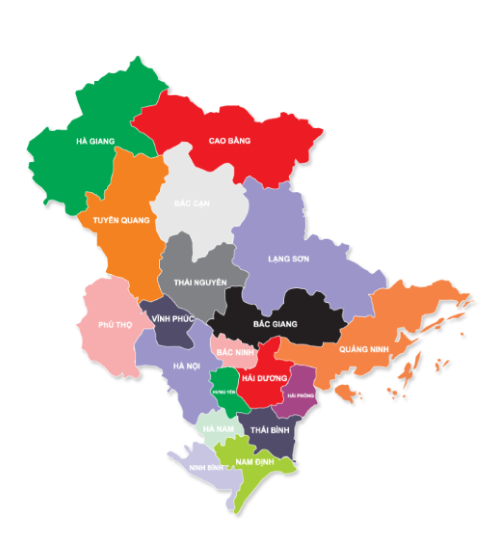 HÀ GIANG
CAO BẰNG
BẮC CẠN
TUYÊN QUANG
LẠNG SƠN
THÁI NGUYÊN
VĨNH PHÚC
PHÚ THỌ
BẮC GIANG
QUẢNG NINH
BẮC NINH
HÀ NỘI
HẢI DƯƠNG
HƯNG YÊN
HẢI PHÒNG
HÀ NAM
THÁI BÌNH
NAM ĐỊNH
NINH BÌNH